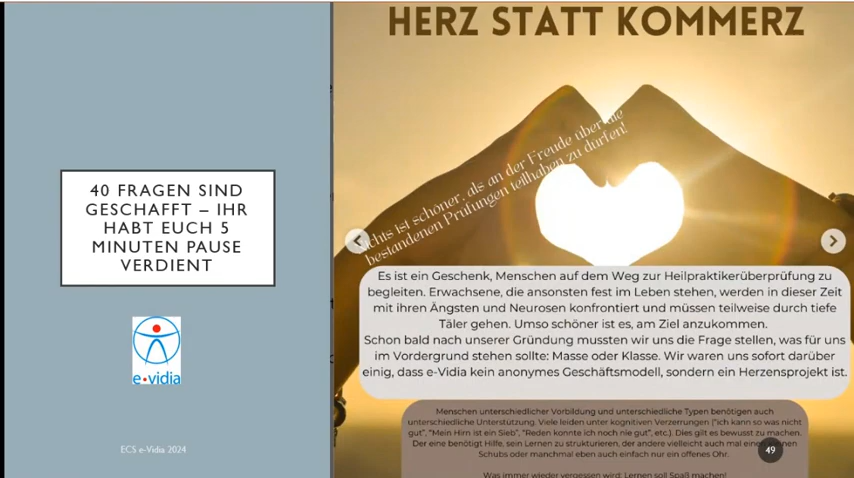 40 FRAGEN SIND
GESCHAFFT – IHR
HABT EUCH 5
MINUTEN PAUSE
VERDIENT
e·vidia
ECS e-Vidia 2024
HERZ STATT KOMMERZ
Nichts ist schöner, als an der Freude über die
bestandenen Prüfungen teilhaben zu dürfen!
Es ist ein Geschenk, Menschen auf dem Weg zur Heilpraktikerüberprüfung zu
begleiten. Erwachsene, die ansonsten fest im Leben stehen, werden in dieser Zeit
mit ihren Ängsten und Neurosen konfrontiert und müssen teilweise durch tiefe
Täler gehen. Umso schöner ist es, am Ziel anzukommen.
Schon bald nach unserer Gründung mussten wir uns die Frage stellen, was für uns
im Vordergrund stehen sollte: Masse oder Klasse. Wir waren uns sofort darüber
einig, dass e-Vidia kein anonymes Geschäftsmodell, sondern ein Herzensprojekt ist.
Menschen unterschiedlicher Vorbildung und unterschiedliche Typen benötigen auch
unterschiedliche Unterstützung. Viele leiden unter kognitiven Verzerrungen ("ich kann so was nicht
gut", "Mein Hirn ist ein Sieb", "Reden konnte ich noch nie gut", etc.). Dies gilt es bewusst zu machen.
Der eine benötigt Hilfe, sein Lernen zu strukturieren, der andere vielleicht auch mal einen
Schubs oder manchmal eben auch einfach nur ein offenes Ohr.
49
Was immer wieder vergessen wird: Lernen soll Spaß machen!